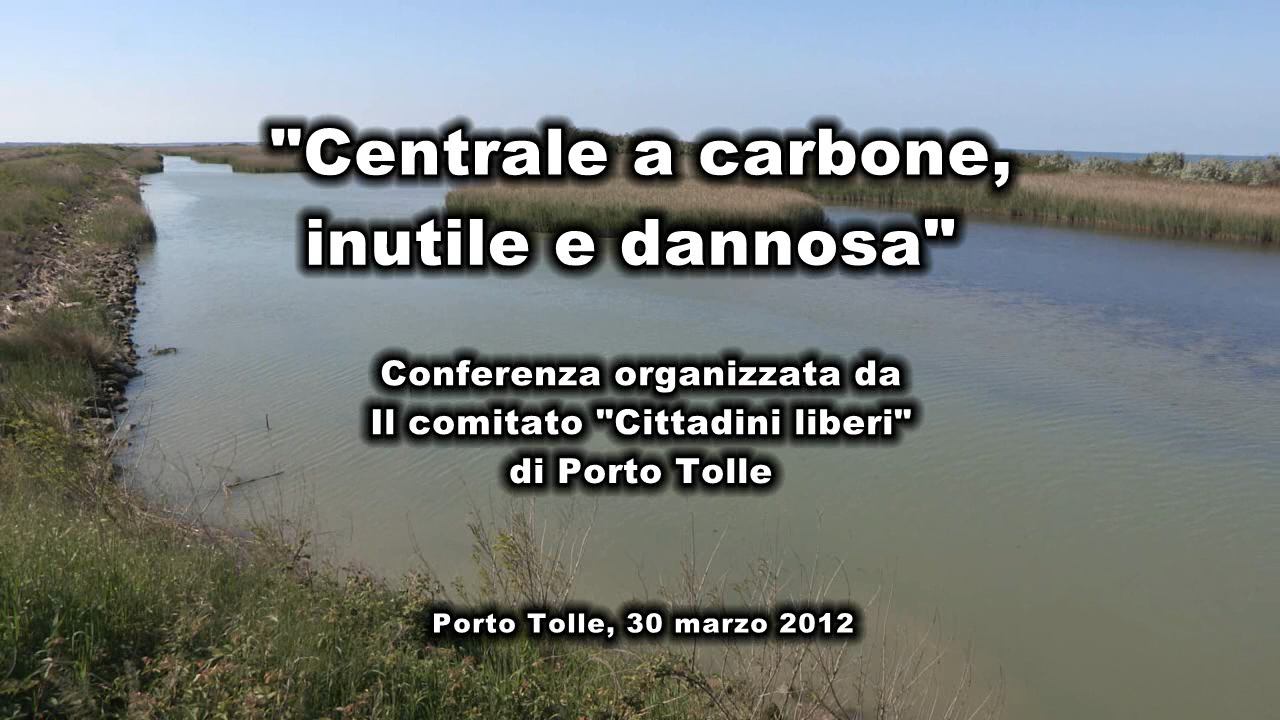 "Centrale a carbone,
inutile e dannosa"
Conferenza organizzata da
Il comitato "Cittadini liberi"
di Porto Tolle
Porto Tolle, 30 marzo 2012